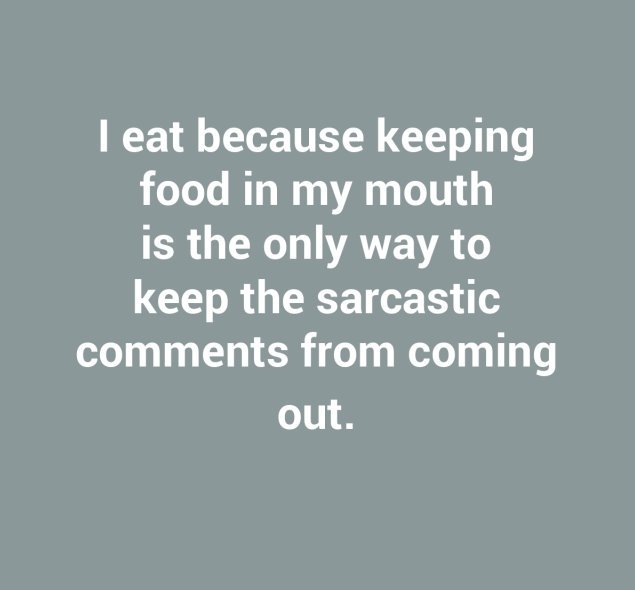 I eat because keeping
food in my mouth
is the only way to
keep the sarcastic
comments from coming
out.